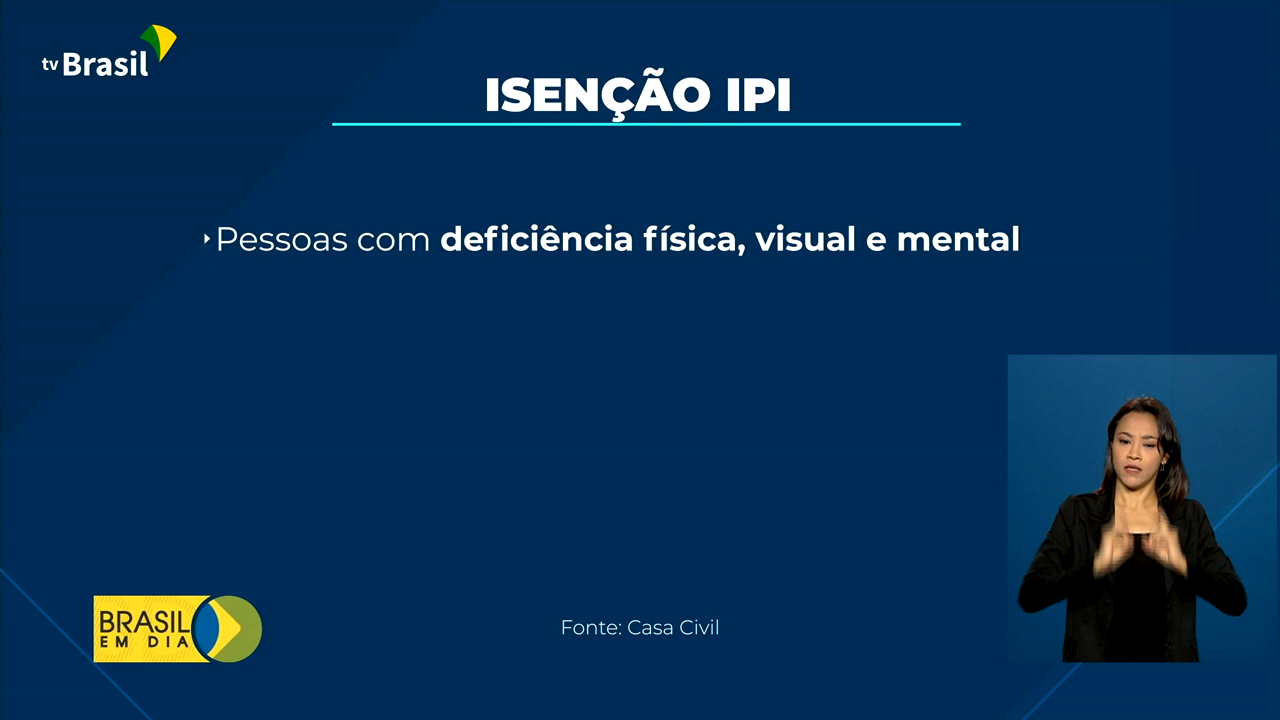 tv Brasil
ISENÇÃO IPI
Pessoas com deficiência física, visual e mental
BRASIL
EM DIA
Fonte: Casa Civil